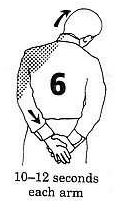 6
10–12 seconds
each arm